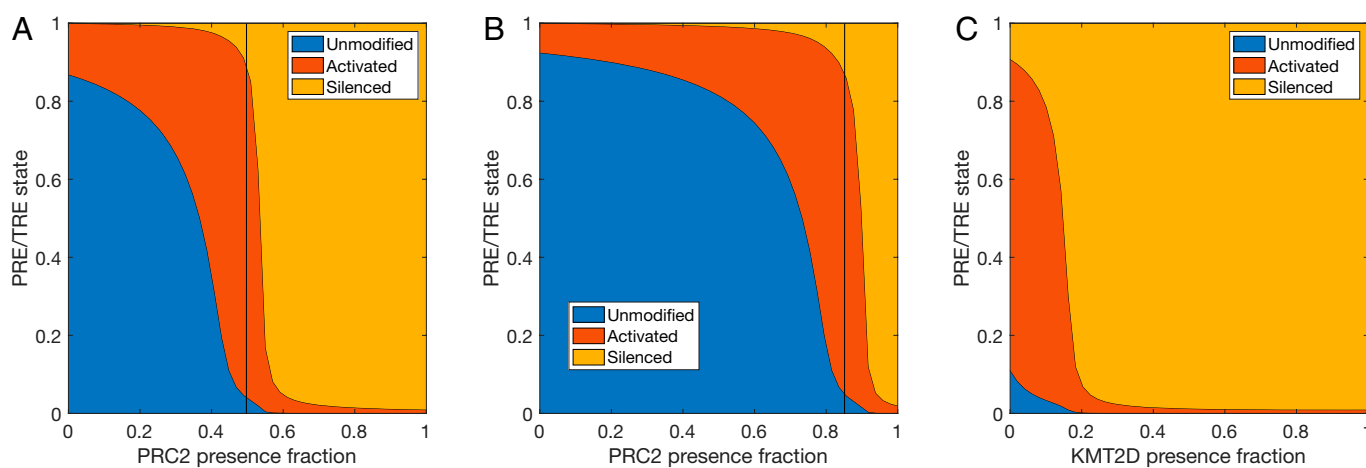 A
PRE/TRE state
1
0.8
0.6
0.4
0.2
0
Unmodified
Activated
Silenced
0 0.2 0.4 0.6 0.8 1
PRC2 presence fraction
B
PRE/TRE state
1
0.8
0.6
0.4
0.2
0
Unmodified
Activated
Silenced
0 0.2 0.4 0.6 0.8 1
PRC2 presence fraction
C
PRE/TRE state
1
0.8
0.6
0.4
0.2
0
Unmodified
Activated
Silenced
0 0.2 0.4 0.6 0.8 1
KMT2D presence fraction